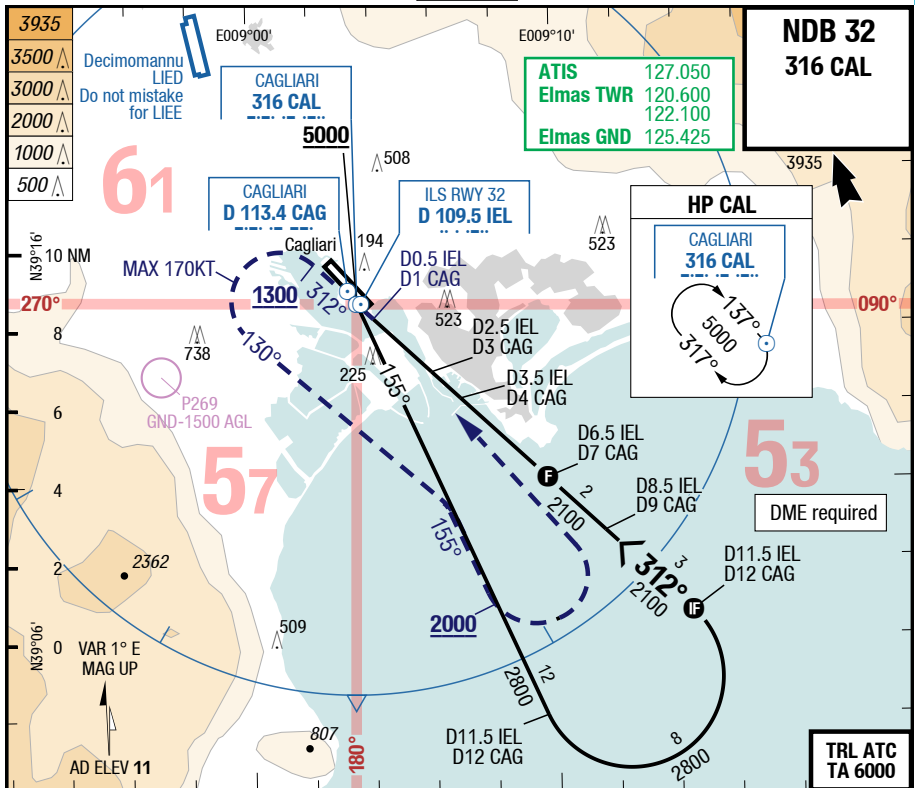 3935
3500
3000
2000
1000
500
Decimomannu
LIED
Do not mistake
for LIEE
E009°00'
E009°10'
CAGLIARI
316 CAL
5000
ATIS 127.050
Elmas TWR 120.600
122.100
Elmas GND 125.425
NDB 32
316 CAL
3935
61
508
CAGLIARI
D 113.4 CAG
ILS RWY 32
D 109.5 IEL
HP CAL
CAGLIARI
316 CAL
137°
5000
317°
523
N39°16'
10 NM
Cagliari
194
MAX 170KT
D0.5 IEL
D1 CAG
1300
312°
523
270°
090°
8
738
130°
225
155°
D2.5 IEL
D3 CAG
D3.5 IEL
D4 CAG
P269
GND-1500 AGL
6
57
53
D6.5 IEL
D7 CAG
F
2
2100
D8.5 IEL
D9 CAG
DME required
4
155°
3
312°
2100
D11.5 IEL
D12 CAG
IF
2
2362
2000
509
N39°06'
0
VAR 1° E
MAG UP
12
2800
D11.5 IEL
D12 CAG
807
180°
8
2800
AD ELEV 11
TRL ATC
TA 6000